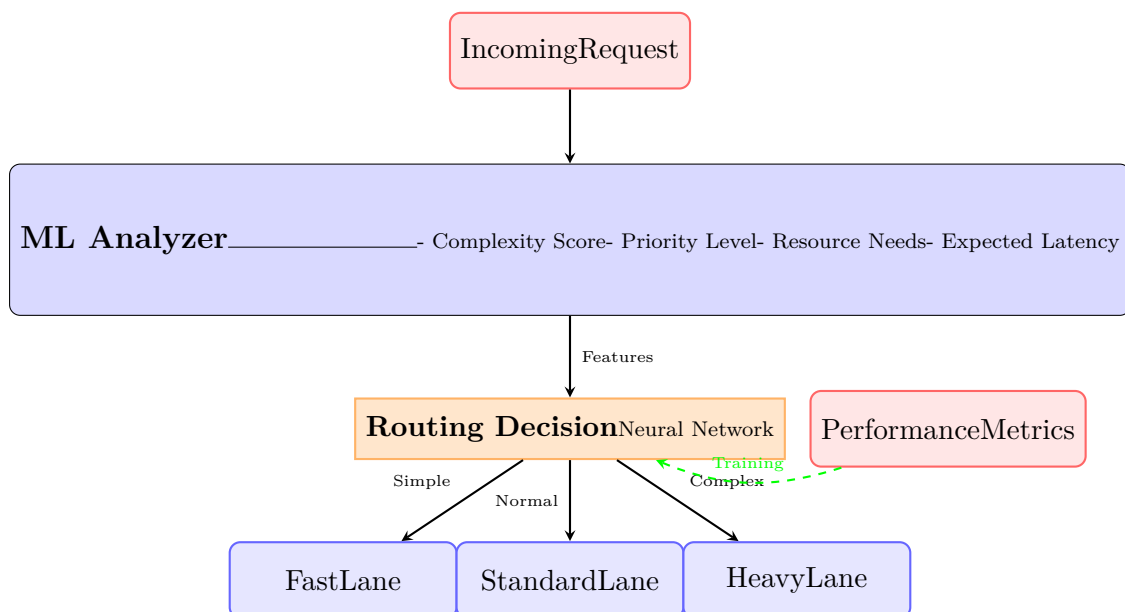 IncomingRequest
ML Analyzer- Complexity Score- Priority Level- Resource Needs- Expected Latency
Features
Routing DecisionNeural Network
PerformanceMetrics
Training
Simple
Complex
Normal
FastLane
StandardLane
HeavyLane